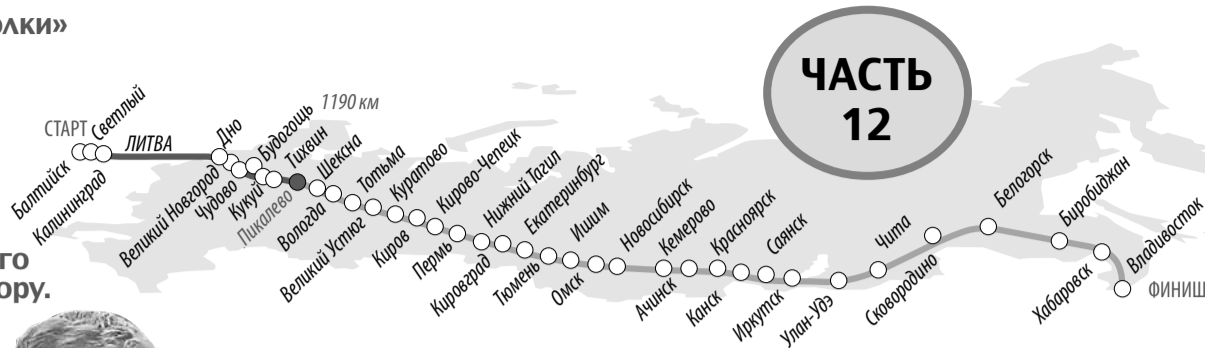 олки»
ЧАСТЬ
12
1190 км
СТАРТ
Светлый
ЛИТВА
Дно
Будогощь
Тихвин
Шексна
Тотьма
Куратово
Кирово-Чепецк
Нижний Тагил
Екатеринбург
Ишим
Новосибирск
Кемерово
Красноярск
Саянск
Чита
Белогорск
Биробиджан
Владивосток
Балтийск
Калининград
Великий Новгород
Чудово
Кукуй
Пикалево
Вологда
Великий Устюг
Киров
Пермь
Кировград
Тюмень
Омск
Ачинск
Канск
Иркутск
Улан-Удэ
Сковородино
Хабаровск
ФИНИШ
го
ору.